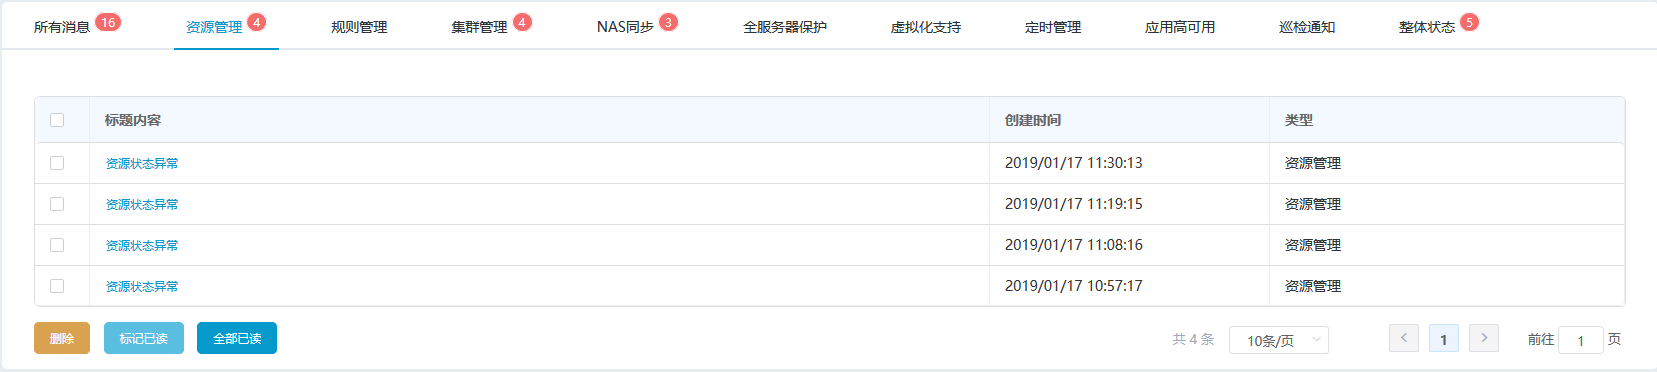 所有消息 16 资源管理 4 规则管理 集群管理 4 NAS同步 3 全服务器保护 虚拟化支持 定时管理 应用高可用 巡检通知 整体状态 5
标题内容 创建时间 类型
资源状态异常 2019/01/17 11:30:13 资源管理
资源状态异常 2019/01/17 11:19:15 资源管理
资源状态异常 2019/01/17 11:08:16 资源管理
资源状态异常 2019/01/17 10:57:17 资源管理
删除 标记已读 全部已读 共 4 条 10条/页 < 1 > 前往 1 页